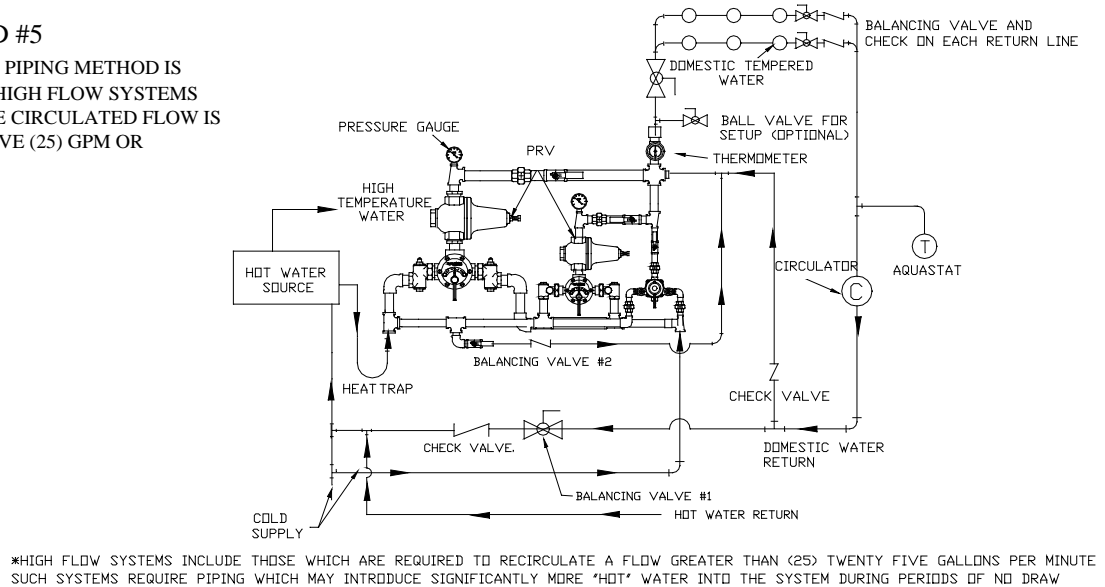 D #5
PIPING METHOD IS
HIGH FLOW SYSTEMS
E CIRCULATED FLOW IS
VE (25) GPM OR
BALANCING VALVE AND
CHECK ON EACH RETURN LINE
DOMESTIC TEMPERED
WATER
BALL VALVE FOR
SETUP (OPTIONAL)
PRESSURE GAUGE
PRV
THERMOMETER
HIGH
TEMPERATURE
WATER
T
AQUASTAT
HOT WATER
SOURCE
CIRCULATOR
C
BALANCING VALVE #2
HEAT TRAP
CHECK VALVE
CHECK VALVE.
DOMESTIC WATER
RETURN
BALANCING VALVE #1
COLD
SUPPLY
HOT WATER RETURN
*HIGH FLOW SYSTEMS INCLUDE THOSE WHICH ARE REQUIRED TO RECIRCULATE A FLOW GREATER THAN (25) TWENTY FIVE GALLONS PER MINUTE
SUCH SYSTEMS REQUIRE PIPING WHICH MAY INTRODUCE SIGNIFICANTLY MORE "HOT" WATER INTO THE SYSTEM DURING PERIODS OF NO DRAW